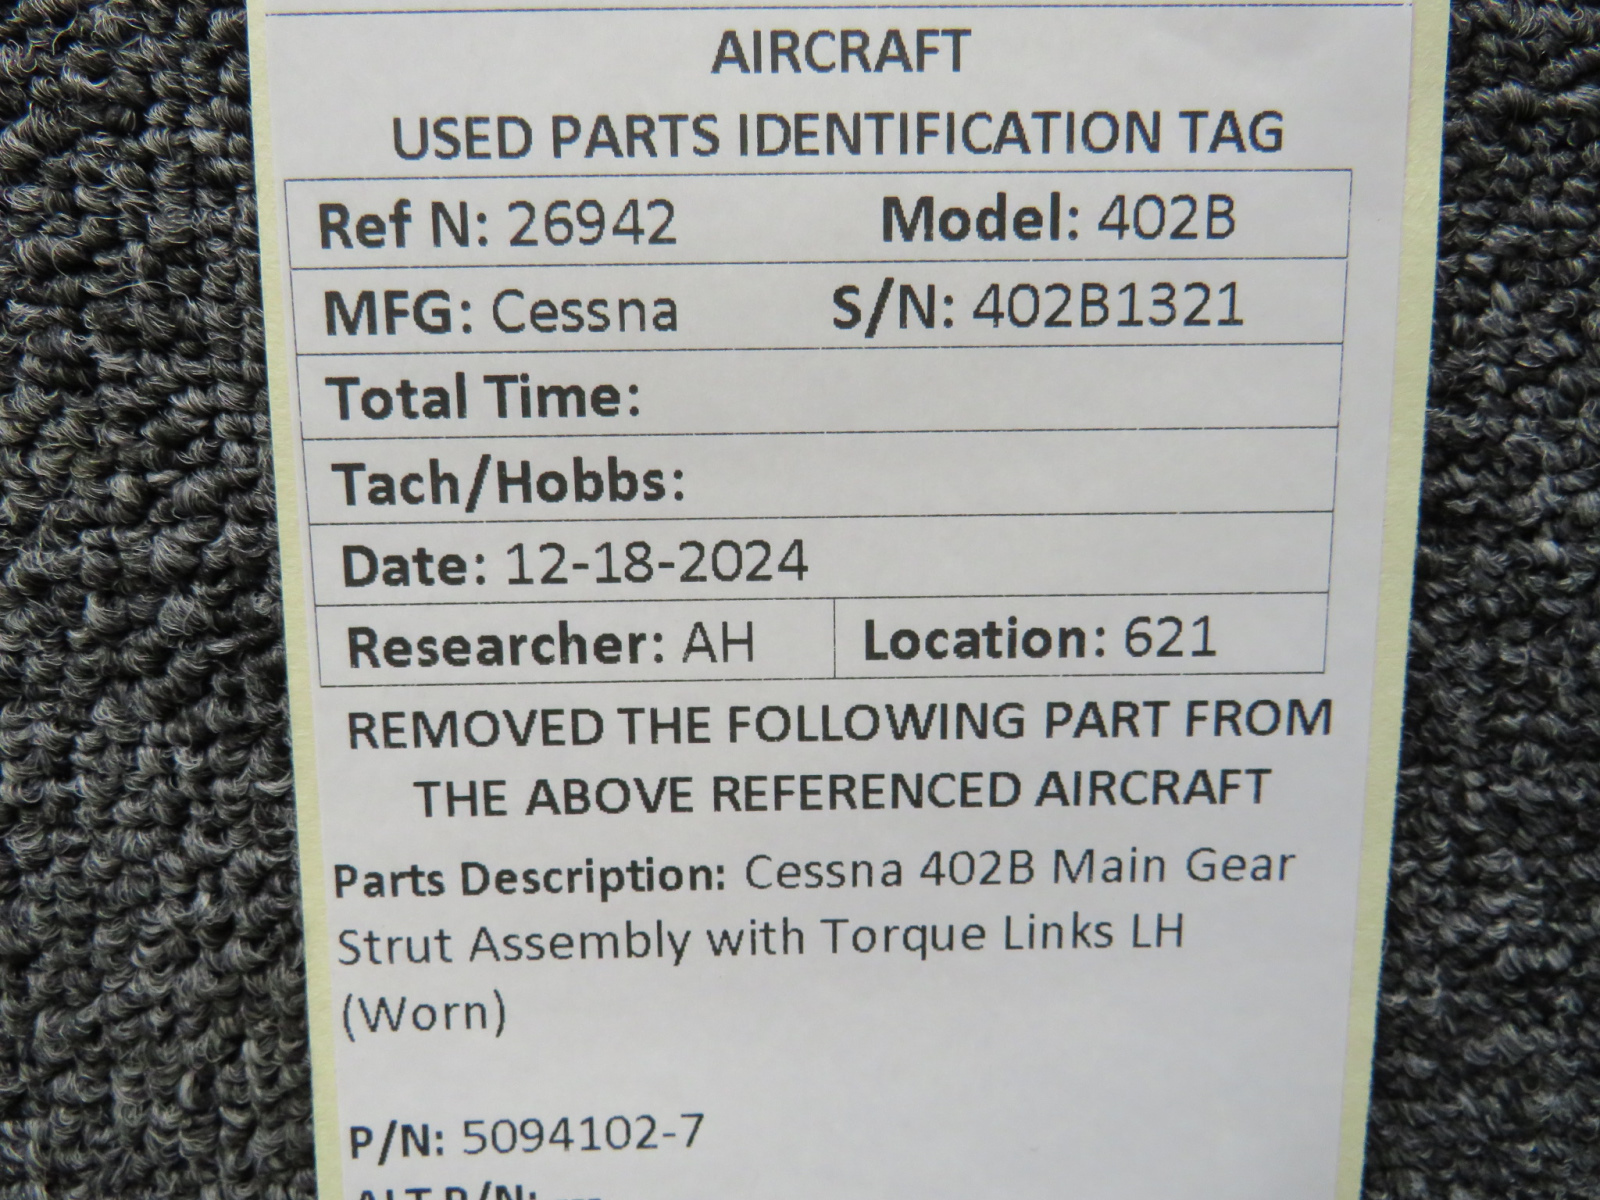 AIRCRAFT
USED PARTS IDENTIFICATION TAG
Ref N: 26942 Model: 402B
MFG: Cessna S/N: 402B1321
Total Time:
Tach/Hobbs:
Date: 12-18-2024
Researcher: AH Location: 621
REMOVED THE FOLLOWING PART FROM
THE ABOVE REFERENCED AIRCRAFT
Parts Description: Cessna 402B Main Gear
Strut Assembly with Torque Links LH
(Worn)
P/N: 5094102-7
ALT P/N: ---